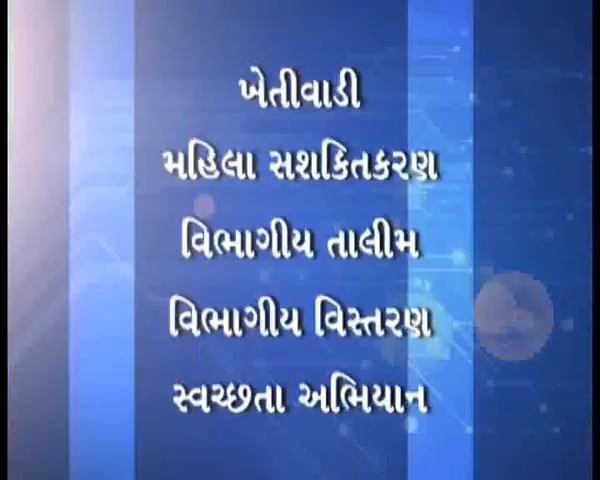 ખેતીવાડી
મહિલા સશકિતકરણ
વિભાગીય તાલીમ
વિભાગીય વિસ્તરણ
સ્વચ્છતા અભિયાન